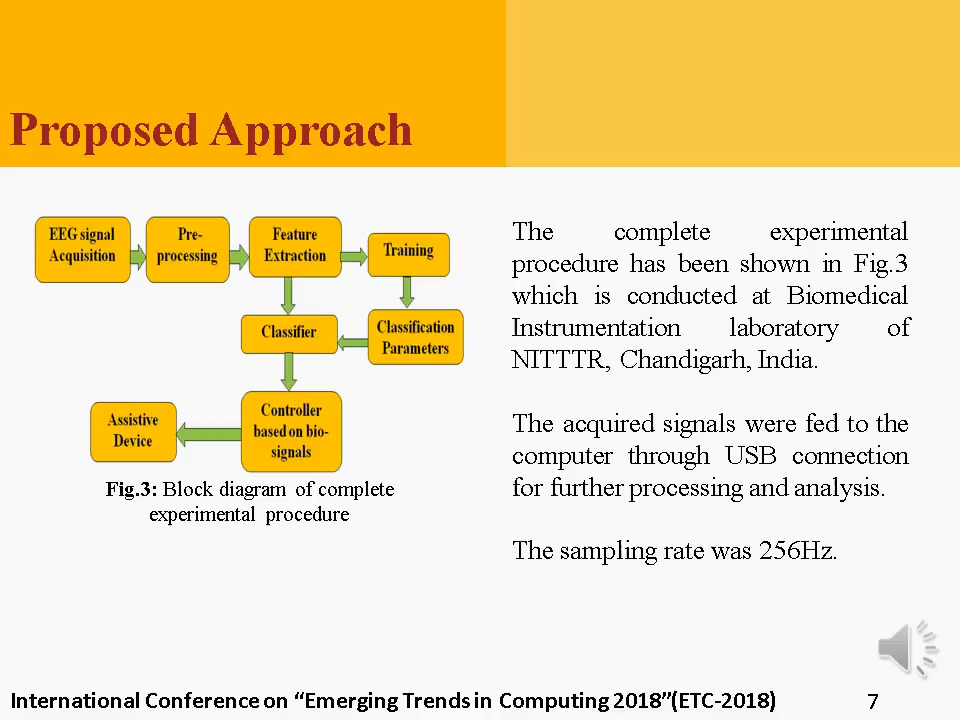 Proposed Approach
EEG signal
Acquisition
Pre-
processing
Feature
Extraction
Training
Classifier
Classification
Parameters
Assistive
Device
Controller
based on bio-
signals
Fig.3: Block diagram of complete
experimental procedure
The complete experimental
procedure has been shown in Fig.3
which is conducted at Biomedical
Instrumentation laboratory of
NITTTR, Chandigarh, India.
The acquired signals were fed to the
computer through USB connection
for further processing and analysis.
The sampling rate was 256Hz.
International Conference on “Emerging Trends in Computing 2018”(ETC-2018)
7